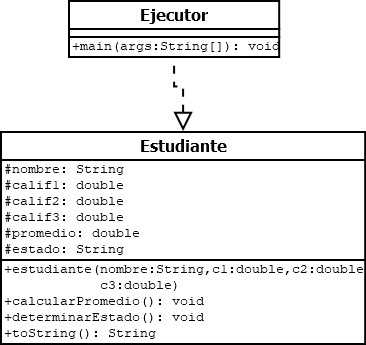 Ejecutor
+main(args:String[]): void
Estudiante
#nombre: String
#calif1: double
#calif2: double
#calif3: double
#promedio: double
#estado: String
+estudiante(nombre:String,c1:double,c2:double
c3:double)
+calcularPromedio(): void
+determinarEstado(): void
+toString(): String